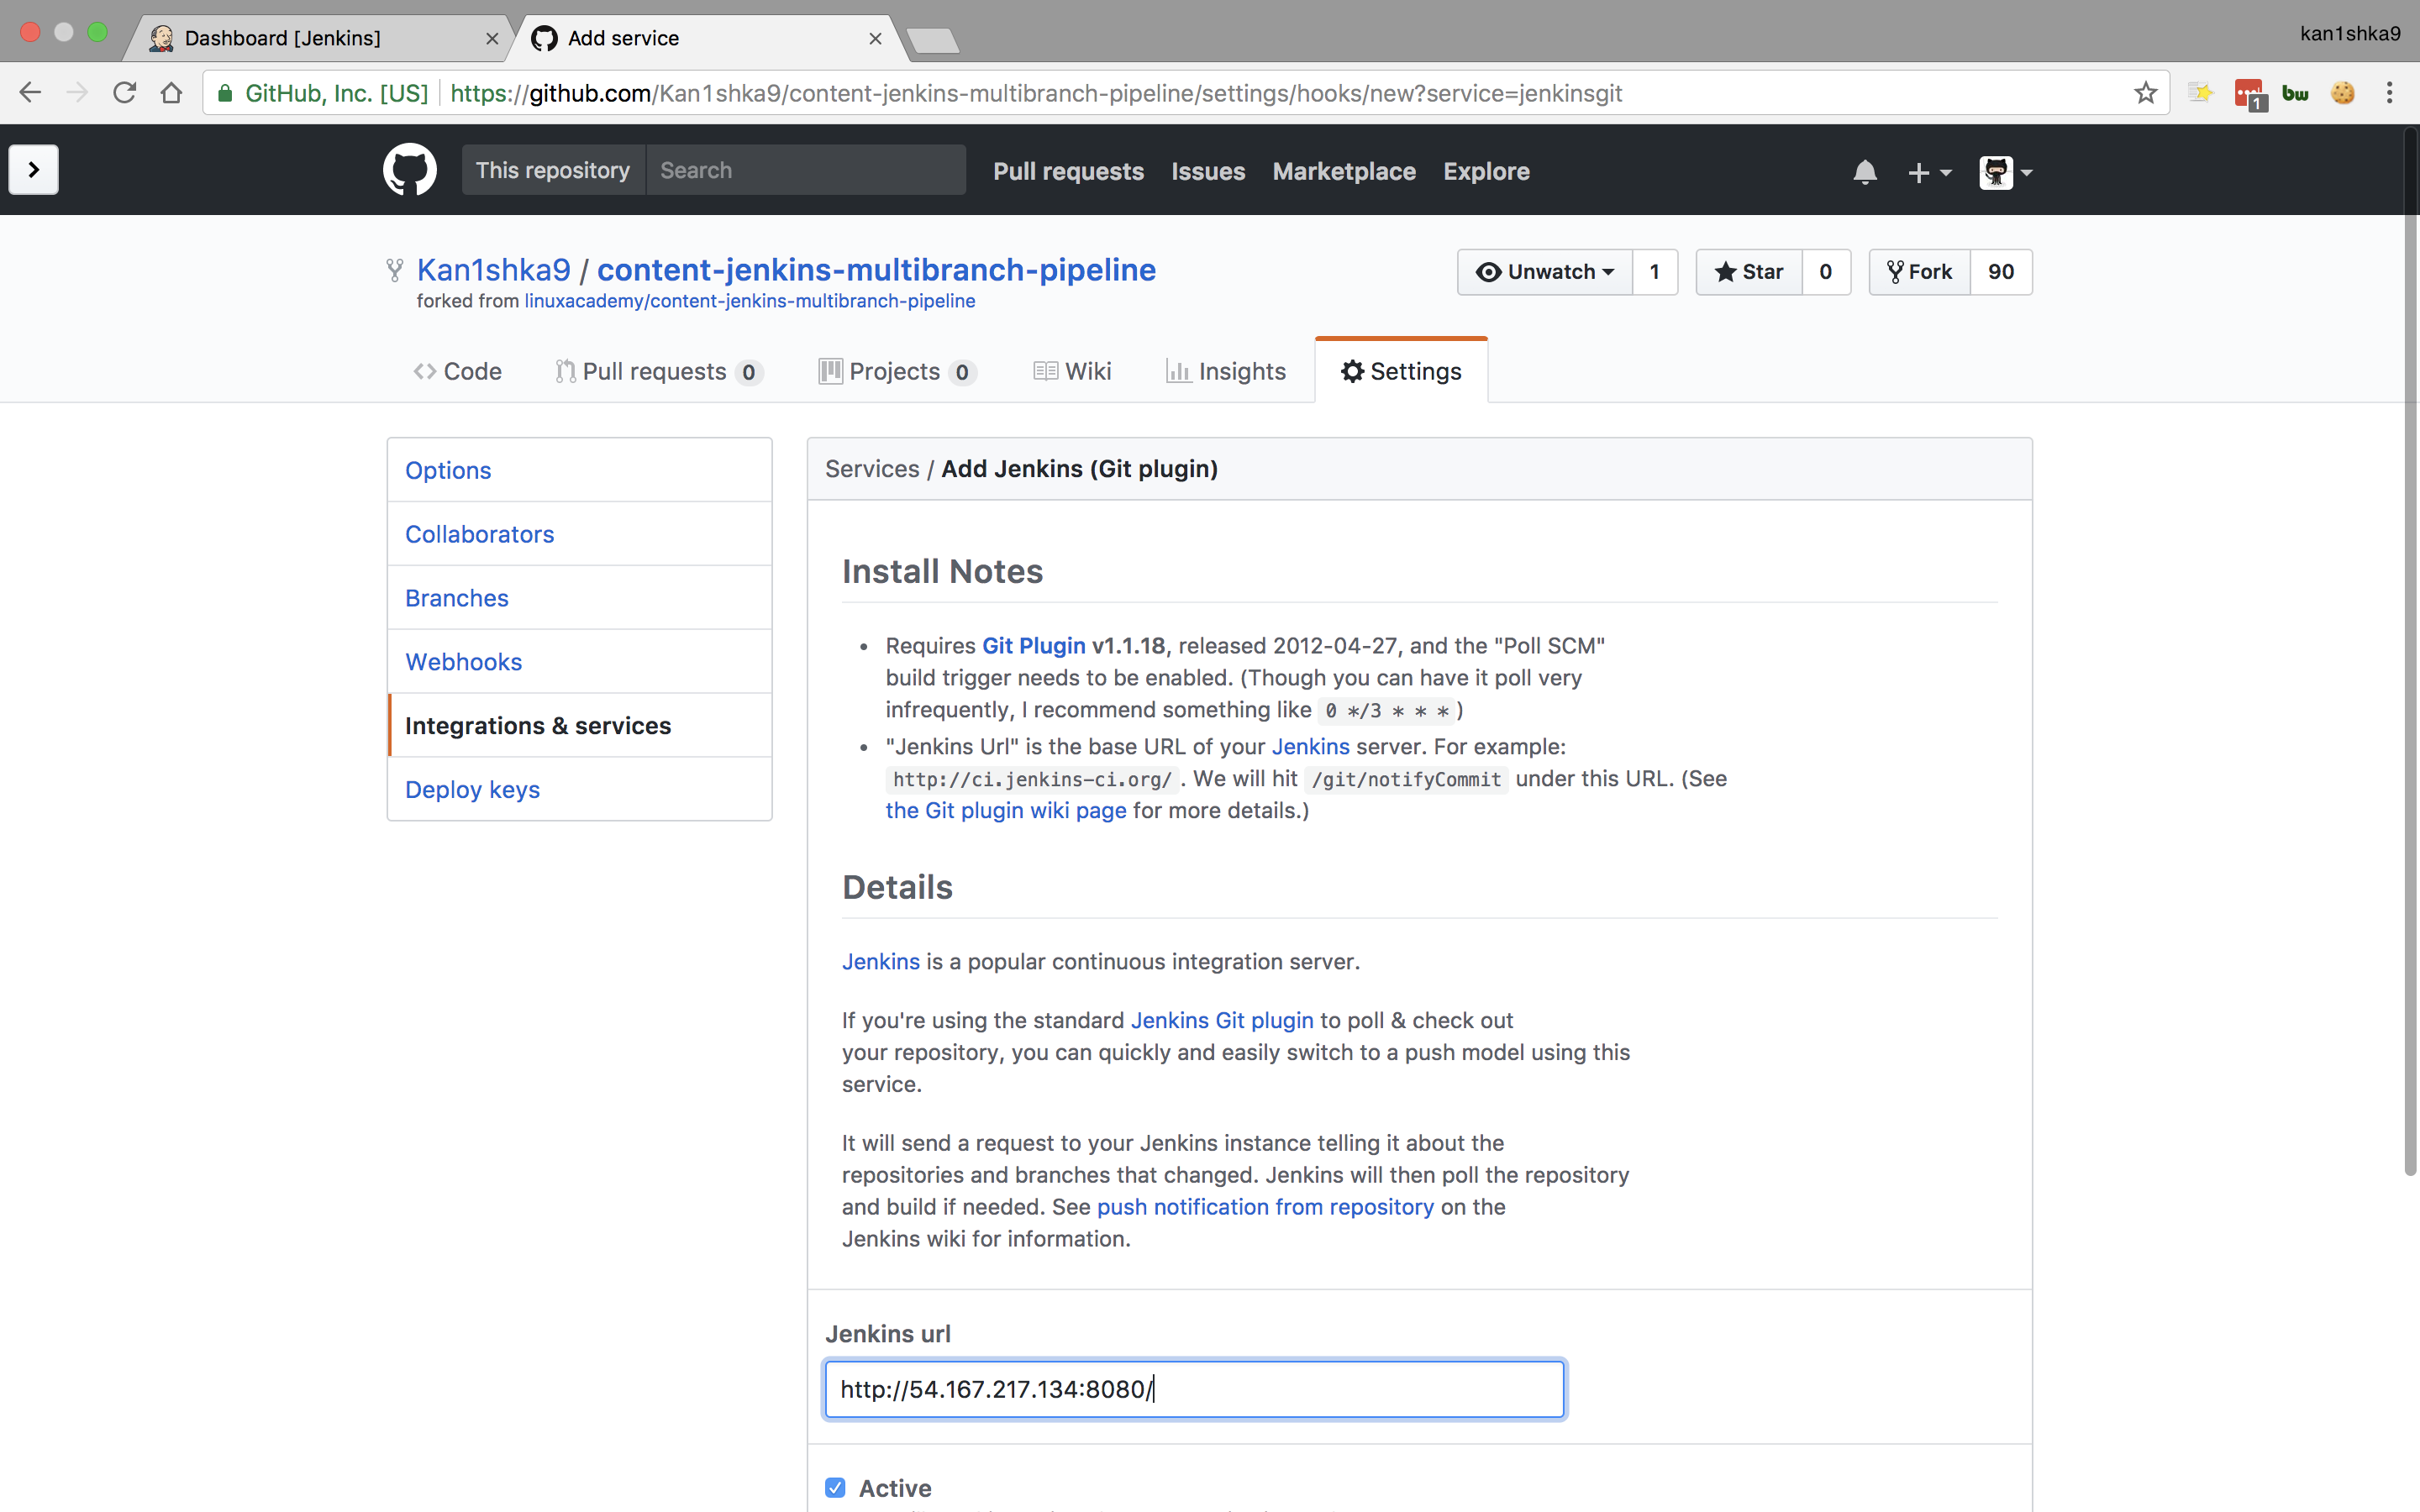 Dashboard [Jenkins]
Add service
kan1shka9
GitHub, Inc. [US]
https://github.com/Kan1shka9/content-jenkins-multibranch-pipeline/settings/hooks/new?service=jenkinsgit
1
bw
This repository
Search
Pull requests
Issues
Marketplace
Explore
Kan1shka9 / content-jenkins-multibranch-pipeline
Unwatch
1
Star
0
Fork
90
forked from linuxacademy/content-jenkins-multibranch-pipeline
Code
Pull requests 0
Projects 0
Wiki
Insights
Settings
Options
Collaborators
Branches
Webhooks
Integrations & services
Deploy keys
Services / Add Jenkins (Git plugin)
Install Notes
Requires Git Plugin v1.1.18, released 2012-04-27, and the "Poll SCM"
build trigger needs to be enabled. (Though you can have it poll very
infrequently, I recommend something like 0 */3 * * * )
"Jenkins Url" is the base URL of your Jenkins server. For example:
http://ci.jenkins-ci.org/ . We will hit /git/notifyCommit under this URL. (See
the Git plugin wiki page for more details.)
Details
Jenkins is a popular continuous integration server.
If you're using the standard Jenkins Git plugin to poll & check out
your repository, you can quickly and easily switch to a push model using this
service.
It will send a request to your Jenkins instance telling it about the
repositories and branches that changed. Jenkins will then poll the repository
and build if needed. See push notification from repository on the
Jenkins wiki for information.
Jenkins url
http://54.167.217.134:8080/
Active